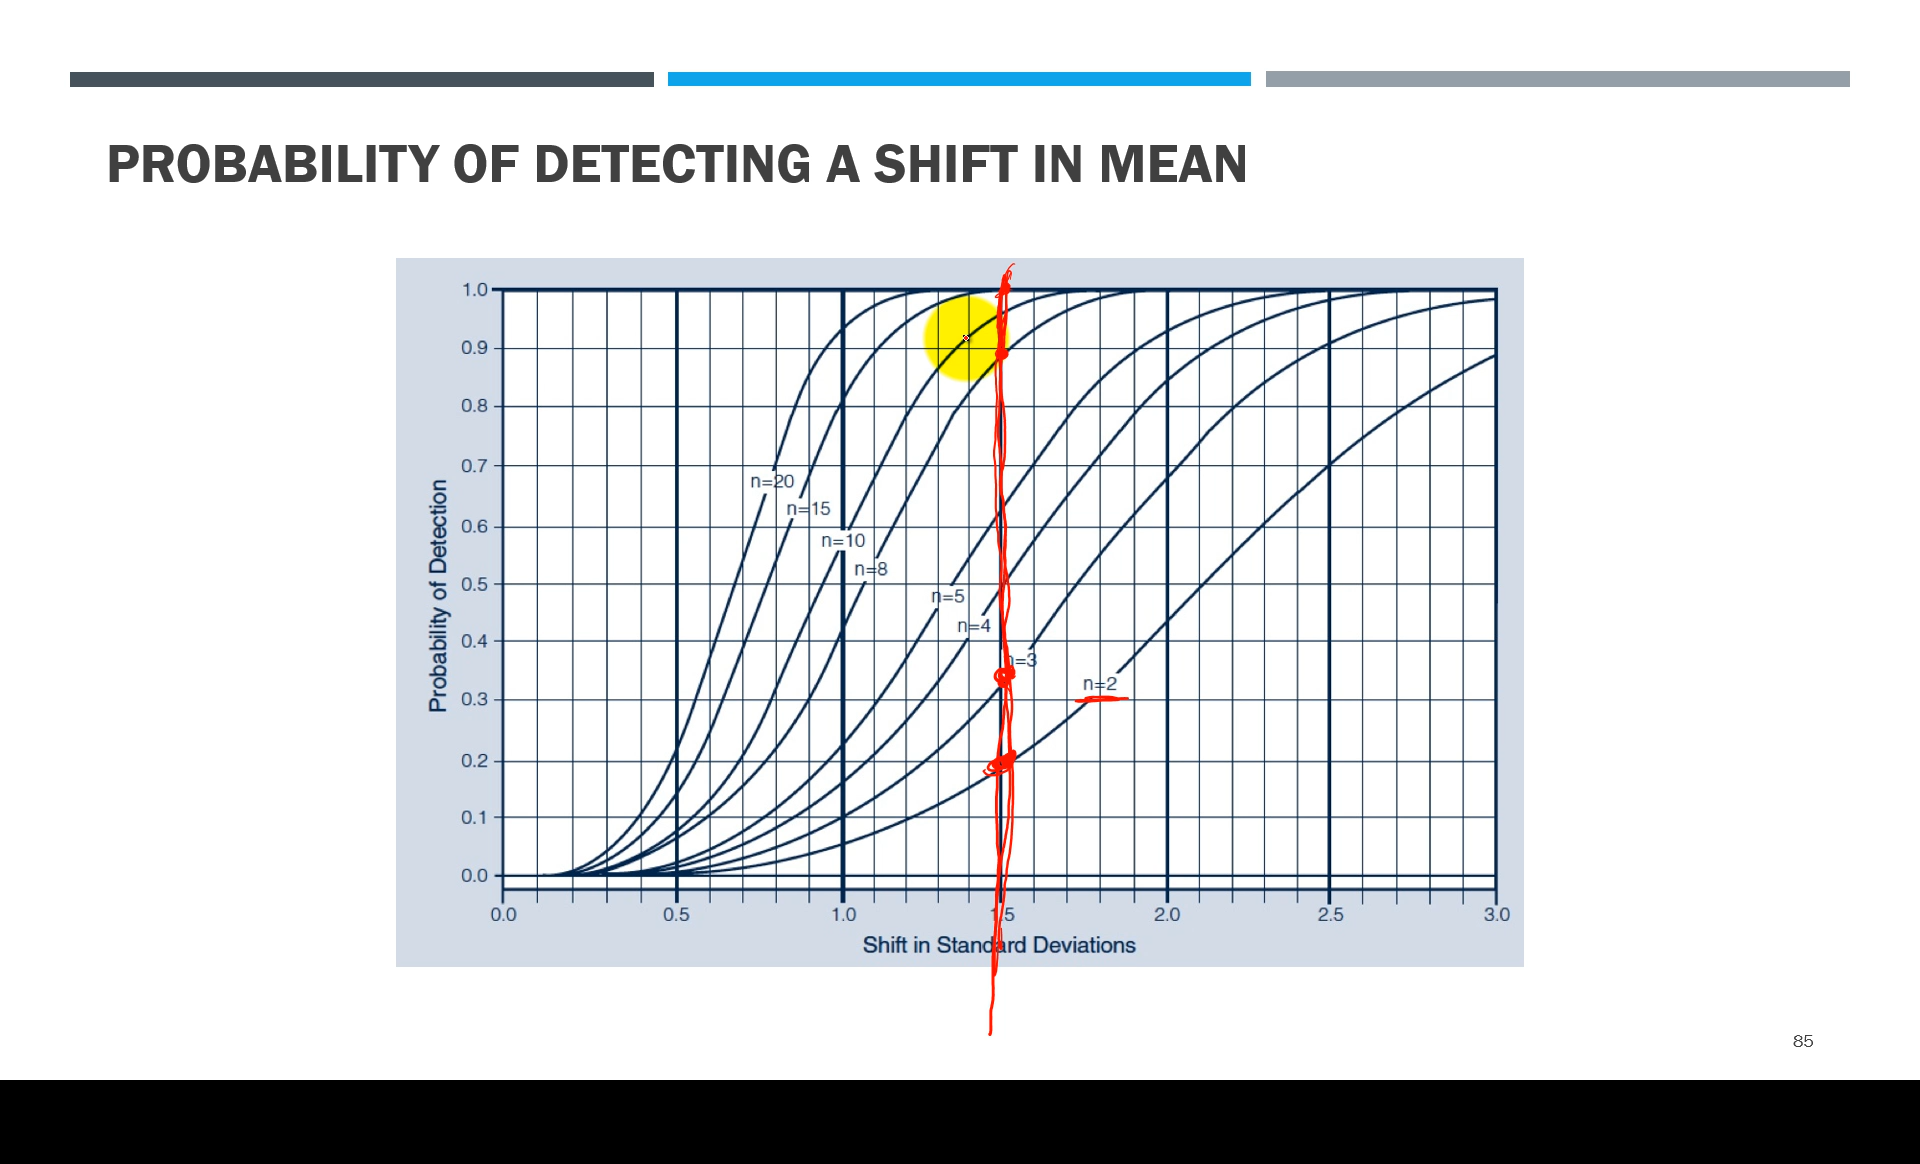 PROBABILITY OF DETECTING A SHIFT IN MEAN
Probability of Detection
1.0
0.9
0.8
0.7
0.6
0.5
0.4
0.3
0.2
0.1
0.0
n=20
n=15
n=10
n=8
n=5
n=4
n=3
n=2
0.0 0.5 1.0 1.5 2.0 2.5 3.0
Shift in Standard Deviations
85